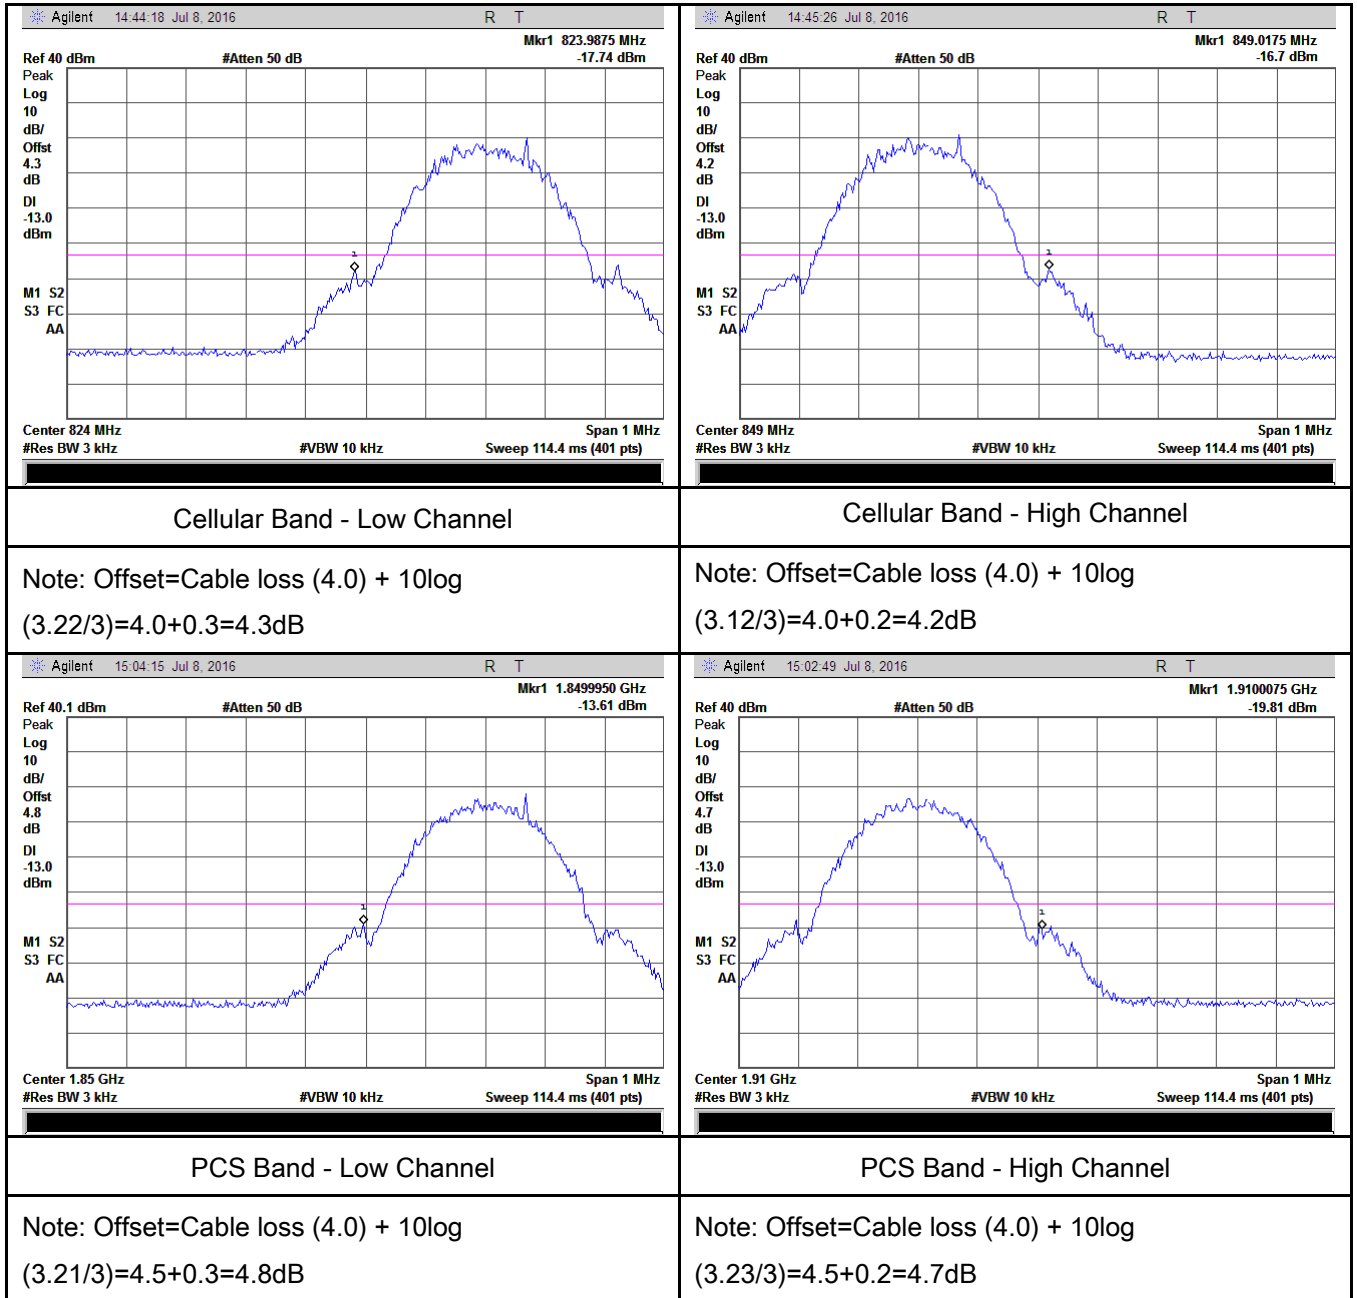 Agilent 14:44:18 Jul 8, 2016 R T
Mkr1 823.9875 MHz
Ref 40 dBm #Atten 50 dB -17.74 dBm
Peak
Log
10
dB/
Offst
4.3
dB
DI
-13.0
dBm
1
M1 S2
S3 FC
AA
Center 824 MHz Span 1 MHz
#Res BW 3 kHz #VBW 10 kHz Sweep 114.4 ms (401 pts)
Agilent 14:45:26 Jul 8, 2016 R T
Mkr1 849.0175 MHz
Ref 40 dBm #Atten 50 dB -16.7 dBm
Peak
Log
10
dB/
Offst
4.2
dB
DI
-13.0
dBm
1
M1 S2
S3 FC
AA
Center 849 MHz Span 1 MHz
#Res BW 3 kHz #VBW 10 kHz Sweep 114.4 ms (401 pts)
Cellular Band - Low Channel
Cellular Band - High Channel
Note: Offset=Cable loss (4.0) + 10log
(3.22/3)=4.0+0.3=4.3dB
Note: Offset=Cable loss (4.0) + 10log
(3.12/3)=4.0+0.2=4.2dB
Agilent 15:04:15 Jul 8, 2016 R T
Mkr1 1.8499950 GHz
Ref 40.1 dBm #Atten 50 dB -13.61 dBm
Peak
Log
10
dB/
Offst
4.8
dB
DI
-13.0
dBm
1
M1 S2
S3 FC
AA
Center 1.85 GHz Span 1 MHz
#Res BW 3 kHz #VBW 10 kHz Sweep 114.4 ms (401 pts)
Agilent 15:02:49 Jul 8, 2016 R T
Mkr1 1.9100075 GHz
Ref 40 dBm #Atten 50 dB -19.81 dBm
Peak
Log
10
dB/
Offst
4.7
dB
DI
-13.0
dBm
1
M1 S2
S3 FC
AA
Center 1.91 GHz Span 1 MHz
#Res BW 3 kHz #VBW 10 kHz Sweep 114.4 ms (401 pts)
PCS Band - Low Channel
PCS Band - High Channel
Note: Offset=Cable loss (4.0) + 10log
(3.21/3)=4.5+0.3=4.8dB
Note: Offset=Cable loss (4.0) + 10log
(3.23/3)=4.5+0.2=4.7dB